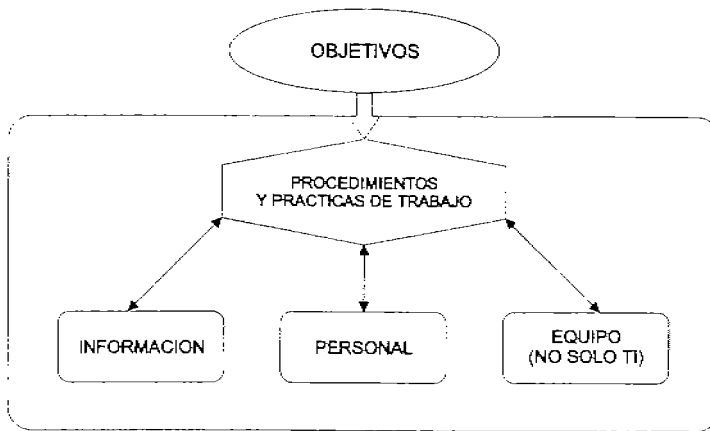 OBJETIVOS
PROCEDIMIENTOS
Y PRACTICAS DE TRABAJO
INFORMACION
PERSONAL
EQUIPO
(NO SOLO TI)